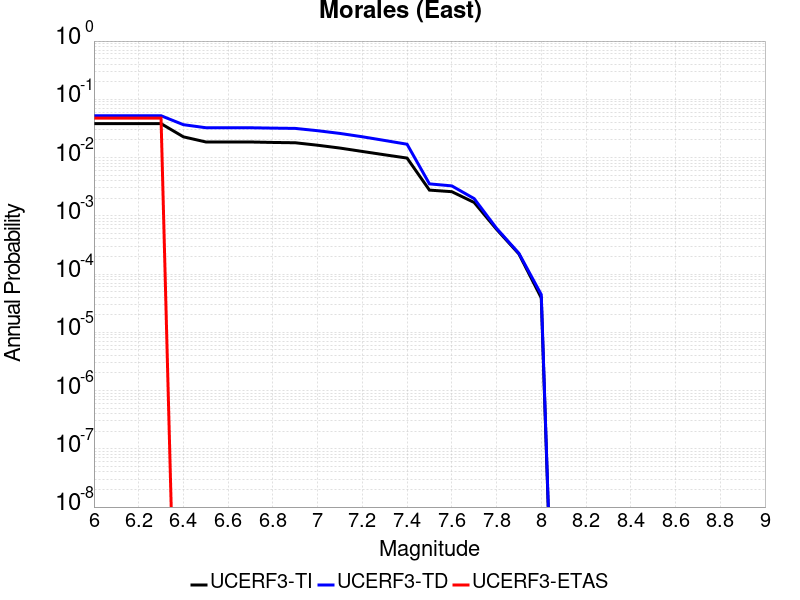 Morales (East)
10^0
10^-1
10^-2
10^-3
10^-4
10^-5
10^-6
10^-7
10^-8
Annual Probability
6 6.2 6.4 6.6 6.8 7 7.2 7.4 7.6 7.8 8 8.2 8.4 8.6 8.8 9
Magnitude
UCERF3-TI UCERF3-TD UCERF3-ETAS